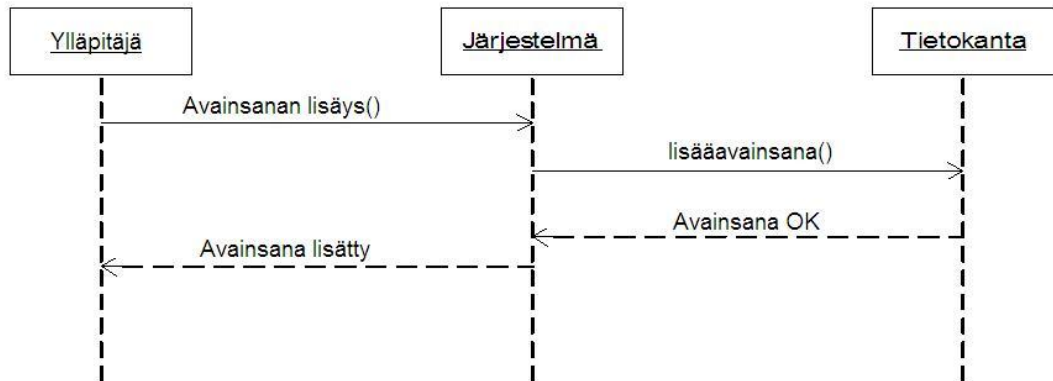 Ylläpitäjä
Järjestelmä
Tietokanta
Avainsanan lisäys()
lisääavainsana()
Avainsana OK
Avainsana lisätty